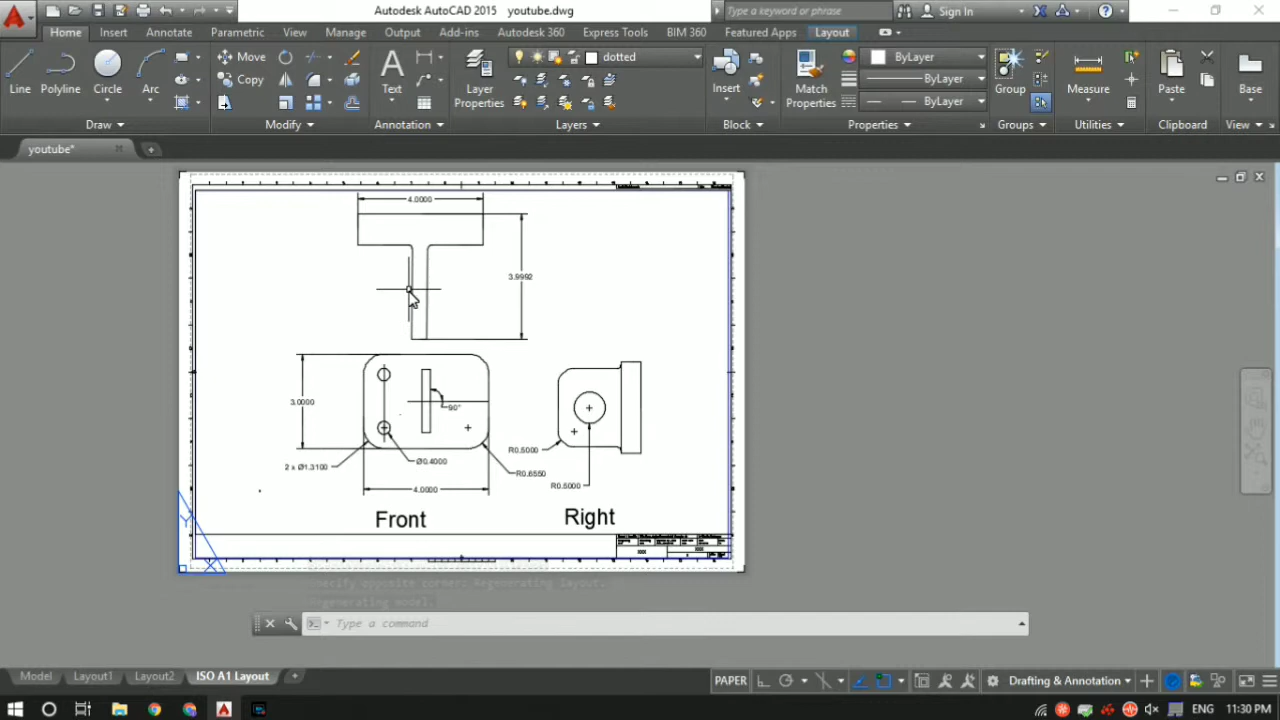 Autodesk AutoCAD 2015 youtube.dwg
Type a keyword or phrase
Sign In
Home Insert Annotate Parametric View Manage Output Add-ins Autodesk 360 Express Tools BIM 360 Featured Apps Layout
Line Polyline Circle Arc
Move
Copy
Text
Layer Properties
dotted
Insert
Match Properties
ByLayer
ByLayer
ByLayer
Group
Measure
Paste
Base
Draw Modify Annotation Layers Block Properties Groups Utilities Clipboard View
youtube*
4.0000
3.9992
3.0000
90°
2 x Ø1.3100
Ø0.4000
R0.6550
4.0000
R0.5000
R0.5000
Front
Right
XXX
XXX
Y
X
Specify opposite corner: Regenerating layout.
Regenerating model.
Type a command
Model Layout1 Layout2 ISO A1 Layout
PAPER
Drafting & Annotation
ENG 11:30 PM